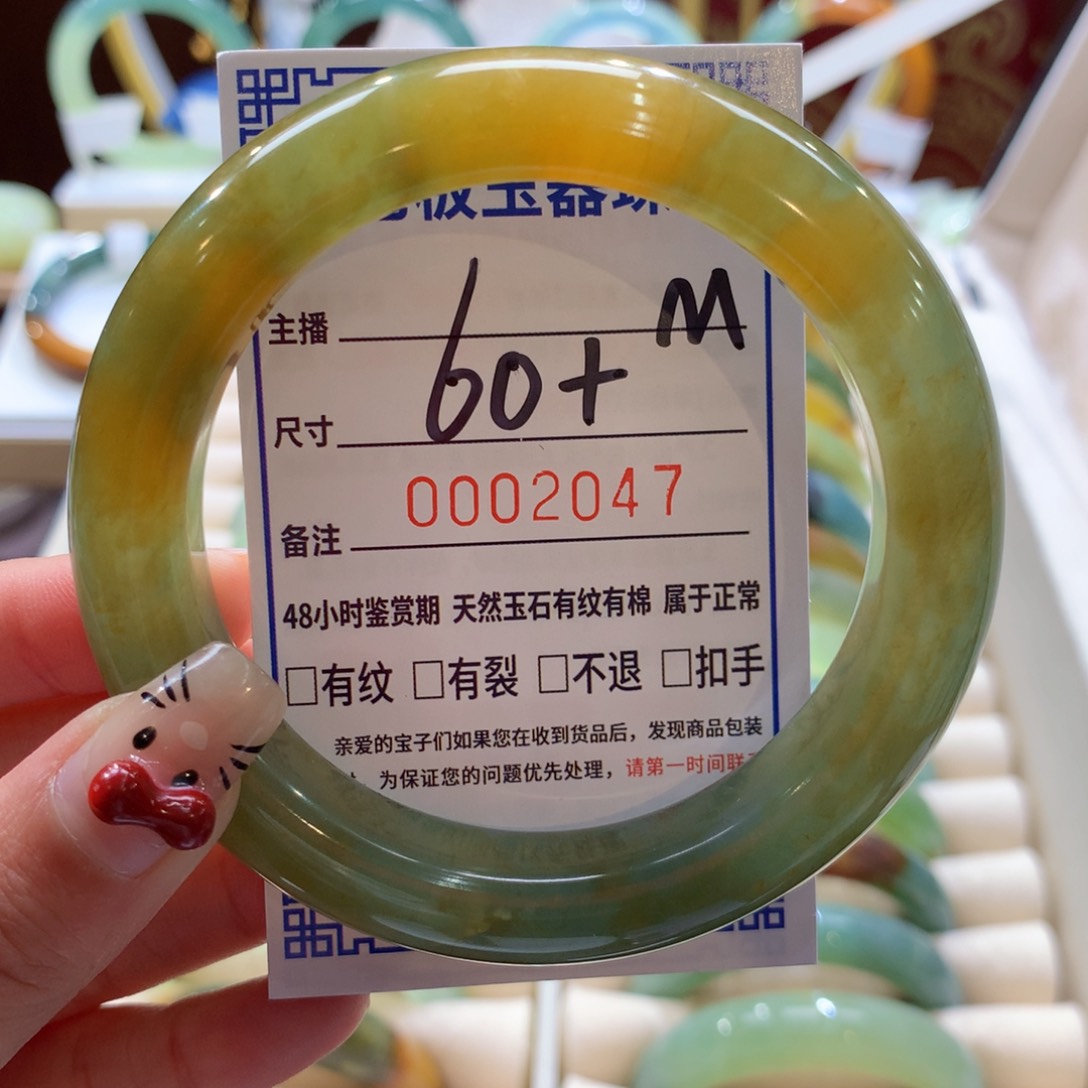 板玉器珠
M
主播
60+
尺寸
0002047
备注
48小时鉴赏期 天然玉石有纹有棉 属于正常
□有纹 □有裂 □不退 □扣手
亲爱的宝子们如果您在收到货品后，发现商品包装
为保证您的问题优先处理，请第一时间联